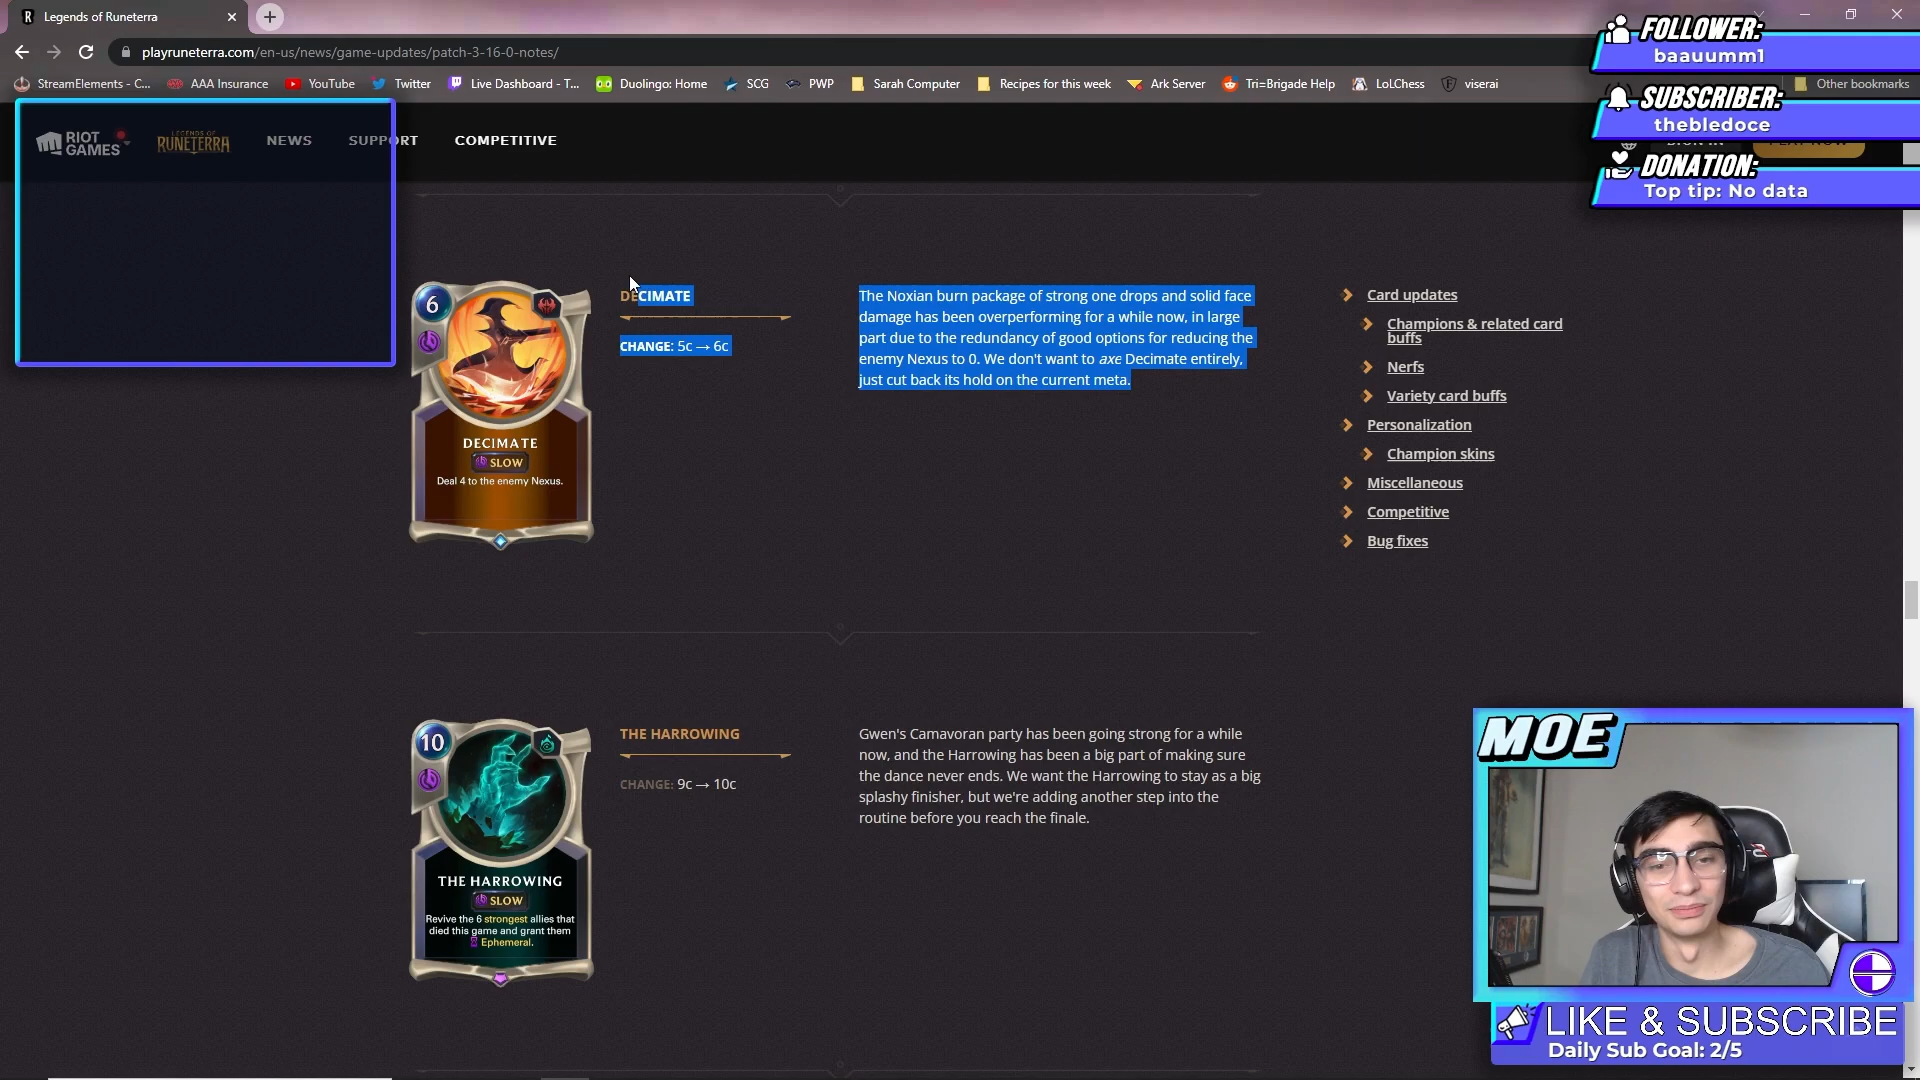 Legends of Runeterra
playruneterra.com/en-us/news/game-updates/patch-3-16-0-notes/
StreamElements - C...
AAA Insurance
YouTube
Twitter
Live Dashboard - T...
Duolingo: Home
SCG
PWP
Sarah Computer
Recipes for this week
Ark Server
Tri=Brigade Help
LoLChess
viserai
Other bookmarks
FOLLOWER:
baauumm1
SUBSCRIBER:
thebledoce
DONATION:
Top tip: No data
RIOT GAMES
LEGENDS OF
RUNETERRA
NEWS
SUPPORT
COMPETITIVE
SIGN IN
PLAY NOW
6
DECIMATE
SLOW
Deal 4 to the enemy Nexus.
DECIMATE
CHANGE: 5c → 6c
The Noxian burn package of strong one drops and solid face
damage has been overperforming for a while now, in large
part due to the redundancy of good options for reducing the
enemy Nexus to 0. We don't want to axe Decimate entirely,
just cut back its hold on the current meta.
Card updates
Champions & related card
buffs
Nerfs
Variety card buffs
Personalization
Champion skins
Miscellaneous
Competitive
Bug fixes
10
THE HARROWING
SLOW
Revive the 6 strongest allies that
died this game and grant them
Ephemeral.
THE HARROWING
CHANGE: 9c → 10c
Gwen's Camavoran party has been going strong for a while
now, and the Harrowing has been a big part of making sure
the dance never ends. We want the Harrowing to stay as a big
splashy finisher, but we're adding another step into the
routine before you reach the finale.
MOE
LIKE & SUBSCRIBE
Daily Sub Goal: 2/5